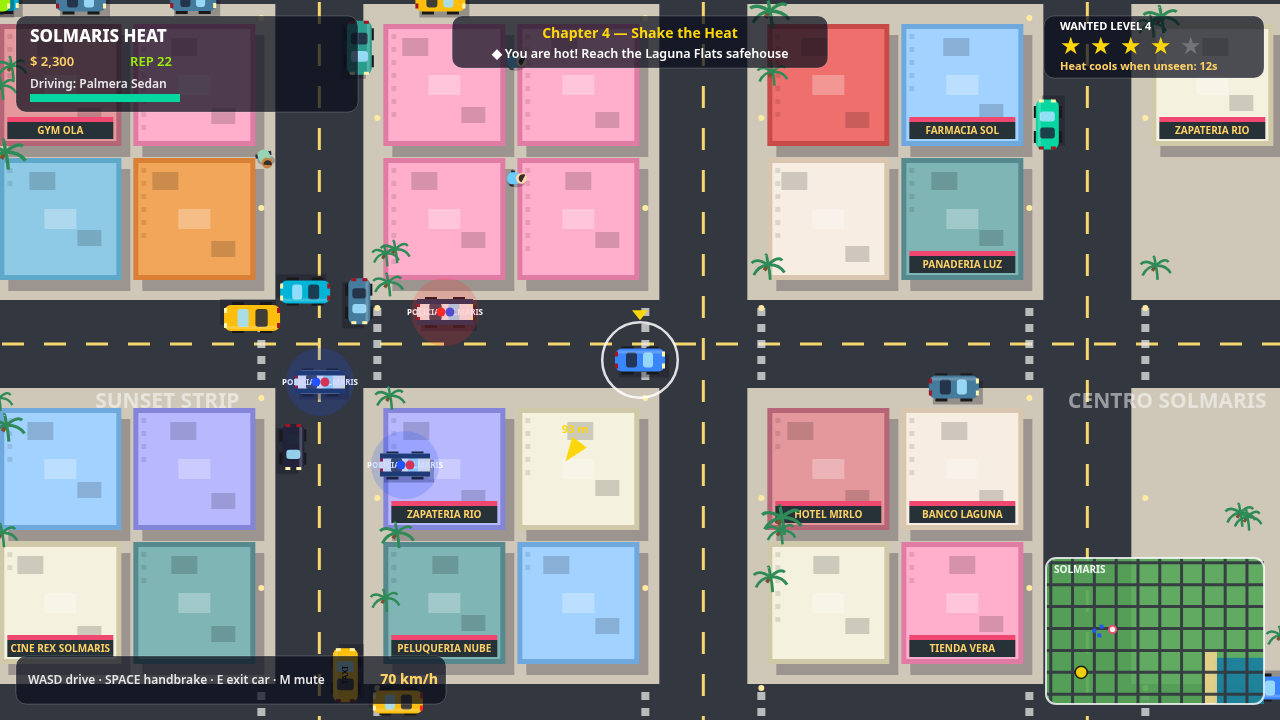 SOLMARIS HEAT
$ 2,300
REP 22
Driving: Palmera Sedan
Chapter 4 — Shake the Heat
◆ You are hot! Reach the Laguna Flats safehouse
WANTED LEVEL 4
★ ★ ★ ★ ★
Heat cools when unseen: 12s
GYM OLA
FARMACIA SOL
ZAPATERIA RIO
PANADERIA LUZ
SUNSET STRIP
CENTRO SOLMARIS
ZAPATERIA RIO
HOTEL MIRLO
BANCO LAGUNA
SOLMARIS
CINE REX SOLMARIS
PELUQUERIA NUBE
TIENDA VERA
WASD drive · SPACE handbrake · E exit car · M mute
70 km/h